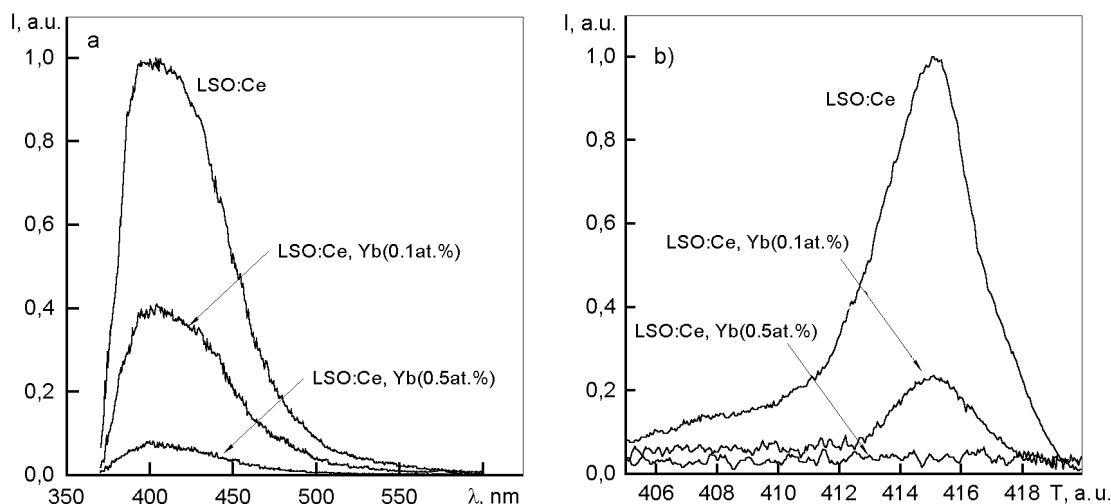 I, a.u.
a
1,0
LSO:Ce
0,8
0,6
LSO:Ce, Yb(0.1at.%)
0,4
LSO:Ce, Yb(0.5at.%)
0,2
0,0
350 400 450 500 550 λ, nm
I, a.u.
b)
1,0
LSO:Ce
0,8
0,6
LSO:Ce, Yb(0.1at.%)
0,4
LSO:Ce, Yb(0.5at.%)
0,2
0,0
406 408 410 412 414 416 418 T, a.u.